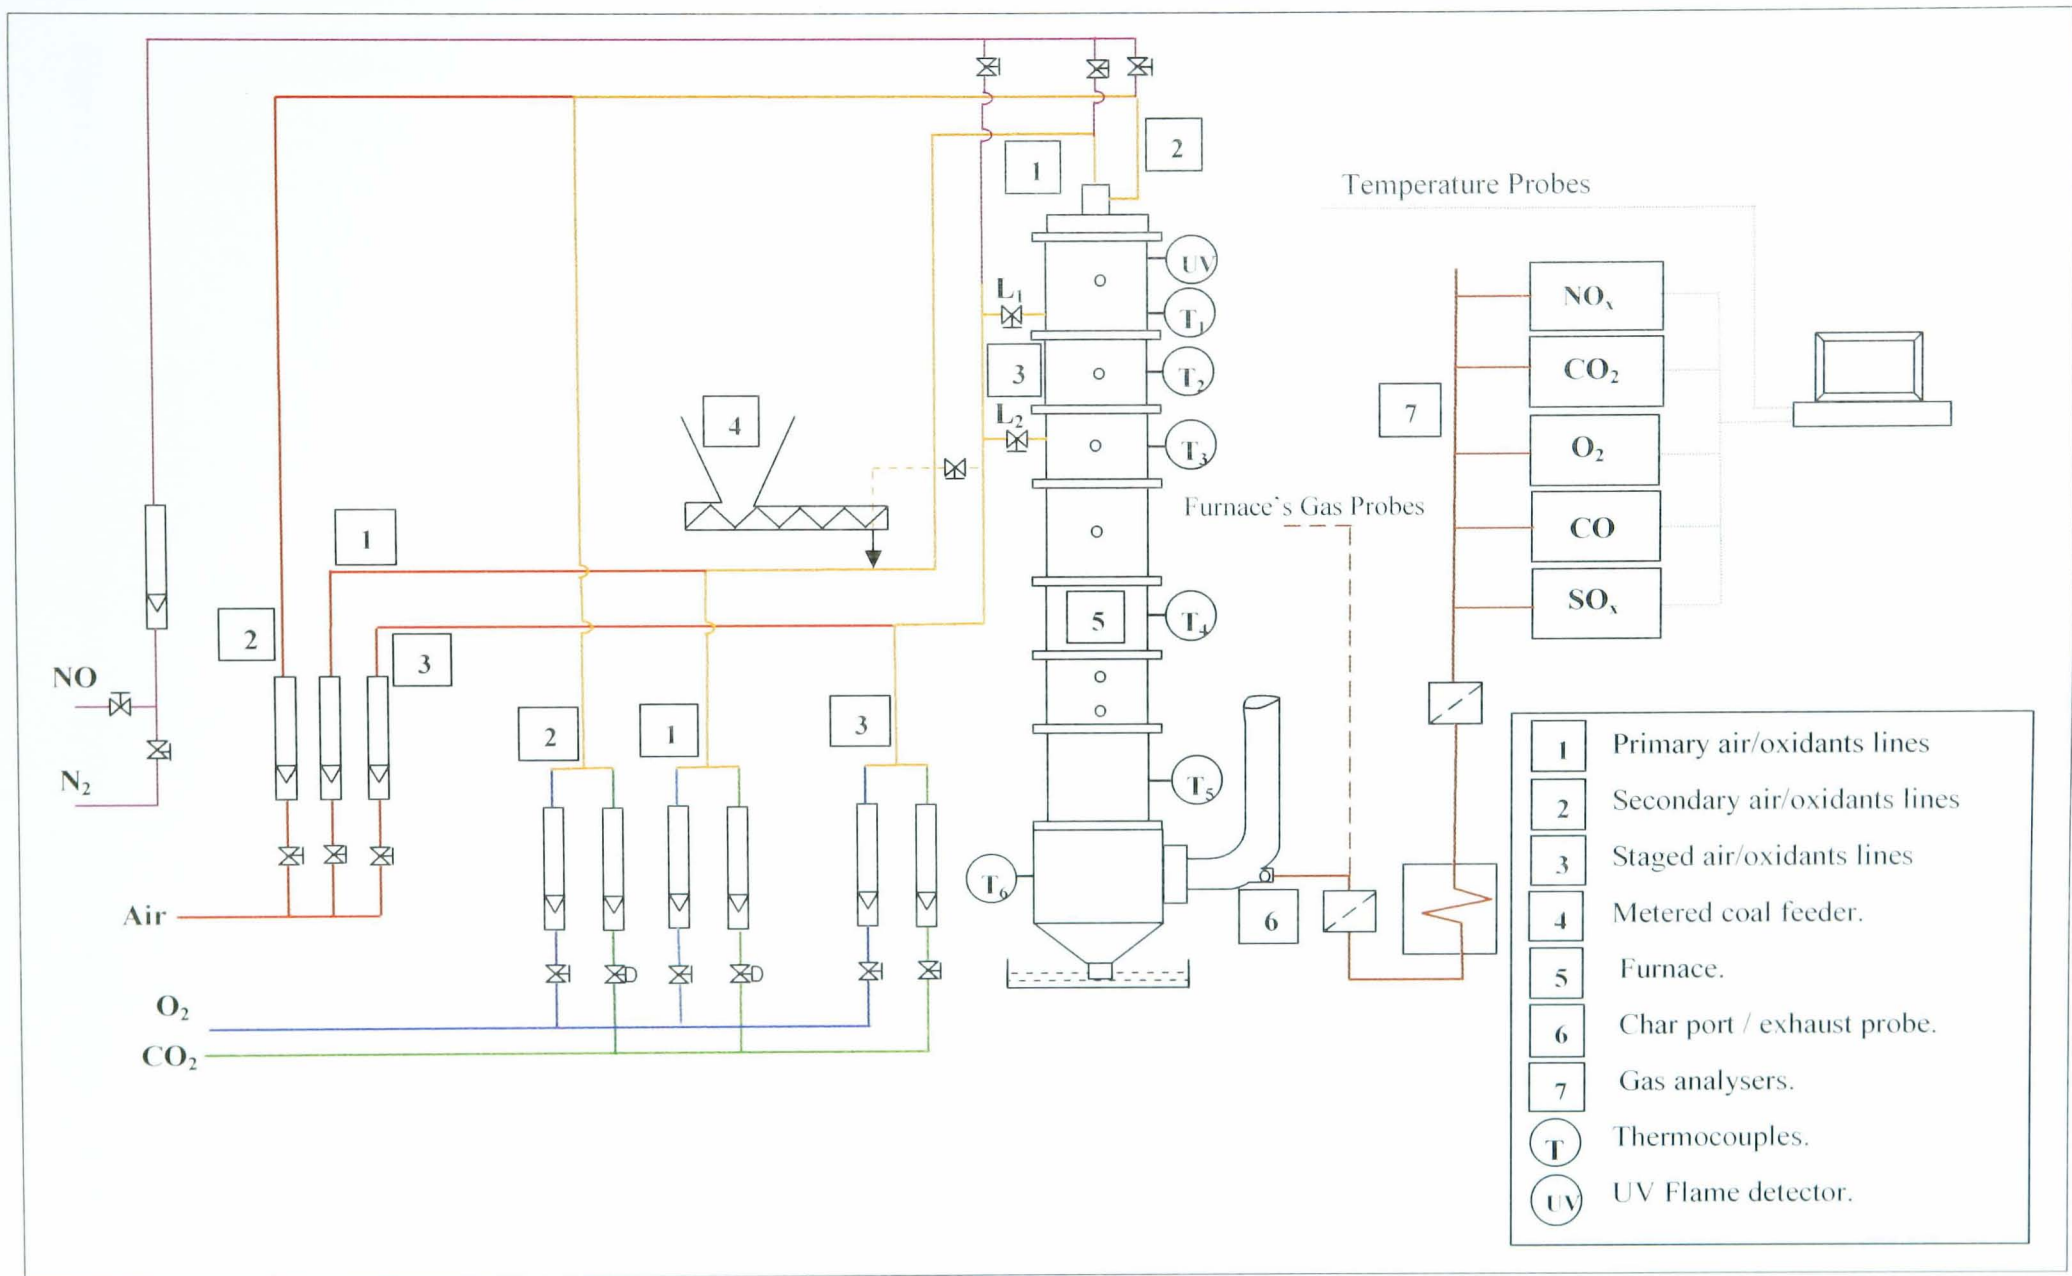 2
1
Temperature Probes
UV
L₁
T₁
NOₓ
3
T₂
CO₂
4
7
L₂
T₃
O₂
Furnace's Gas Probes
1
CO
5
T₄
SOₓ
2
3
NO
2
1
3
N₂
T₅
T₆
6
Air
O₂
CO₂
1 Primary air/oxidants lines
2 Secondary air/oxidants lines
3 Staged air/oxidants lines
4 Metered coal feeder.
5 Furnace.
6 Char port / exhaust probe.
7 Gas analysers.
T Thermocouples.
UV UV Flame detector.